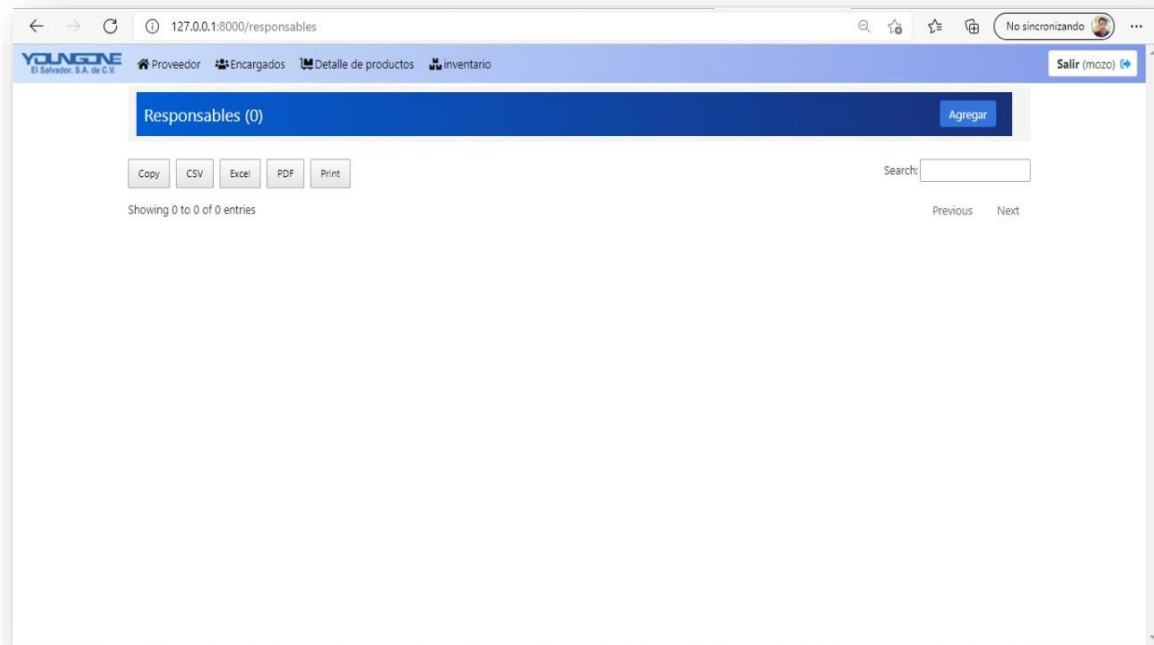 127.0.0.1:8000/responsables No sincronizando
YOUNGONE
El Salvador, S.A. de C.V.
Proveedor Encargados Detalle de productos inventario Salir (mozo)
Responsables (0) Agregar
Copy CSV Excel PDF Print Search:
Showing 0 to 0 of 0 entries Previous Next